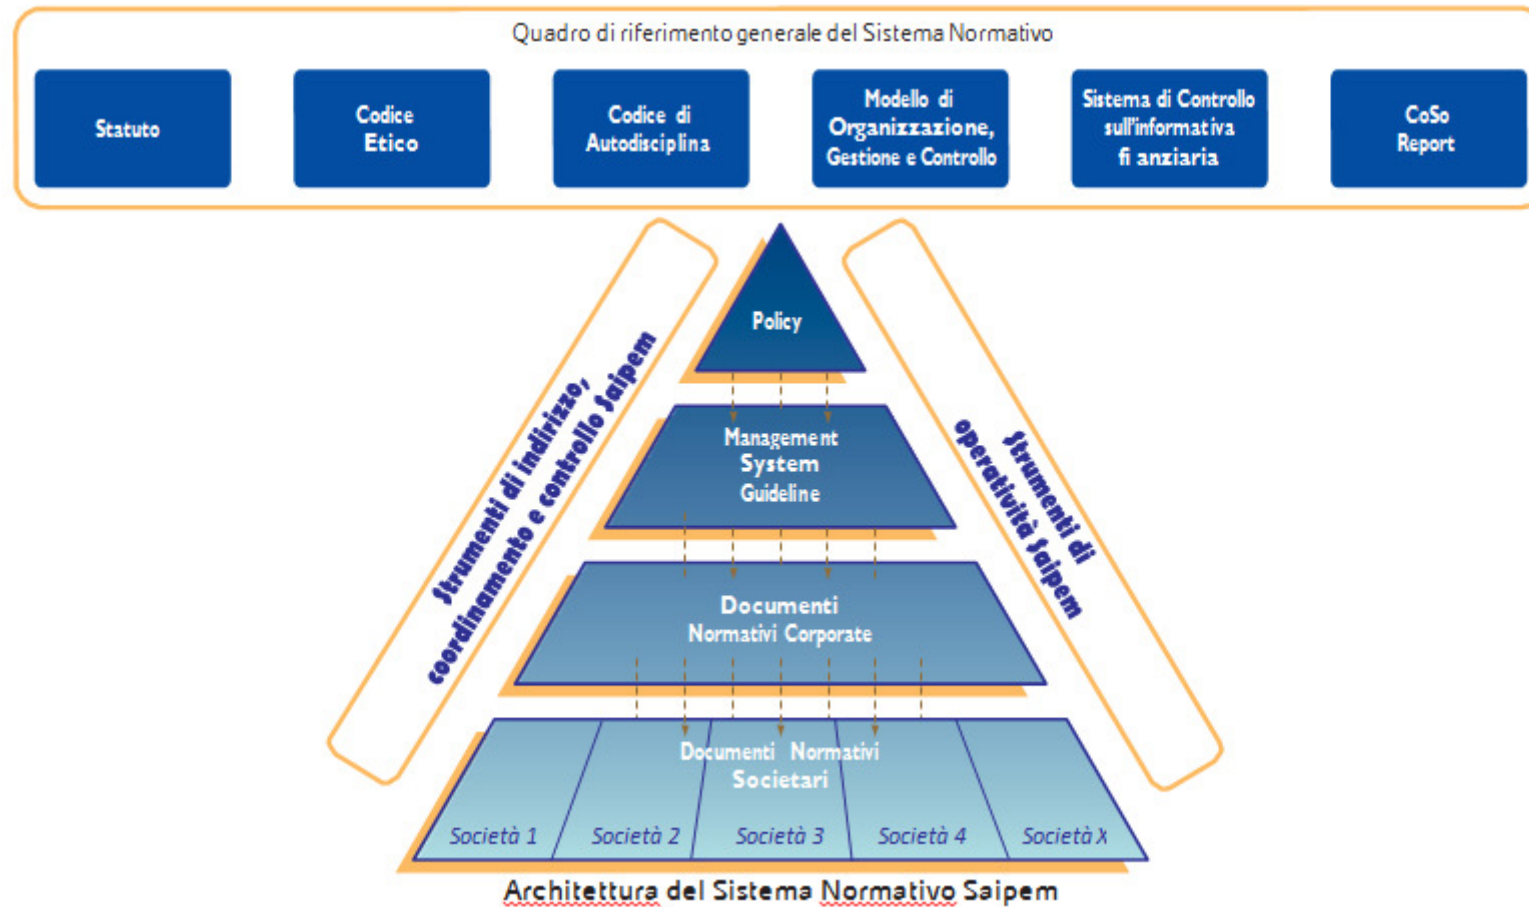 Quadro di riferimento generale del Sistema Normativo
Statuto
Codice
Etico
Codice di
Autodisciplina
Modello di
Organizzazione,
Gestione e Controllo
Sistema di Controllo
sull'informativa
fi anziaria
CoSo
Report
Policy
Management
System
Guideline
Documenti
Normativi Corporate
Documenti Normativi
Societari
Società 1
Società 2
Società 3
Società 4
Società X
Strumenti di indirizzo,
coordinamento e controllo Saipem
Strumenti di
operatività Saipem
Architettura del Sistema Normativo Saipem